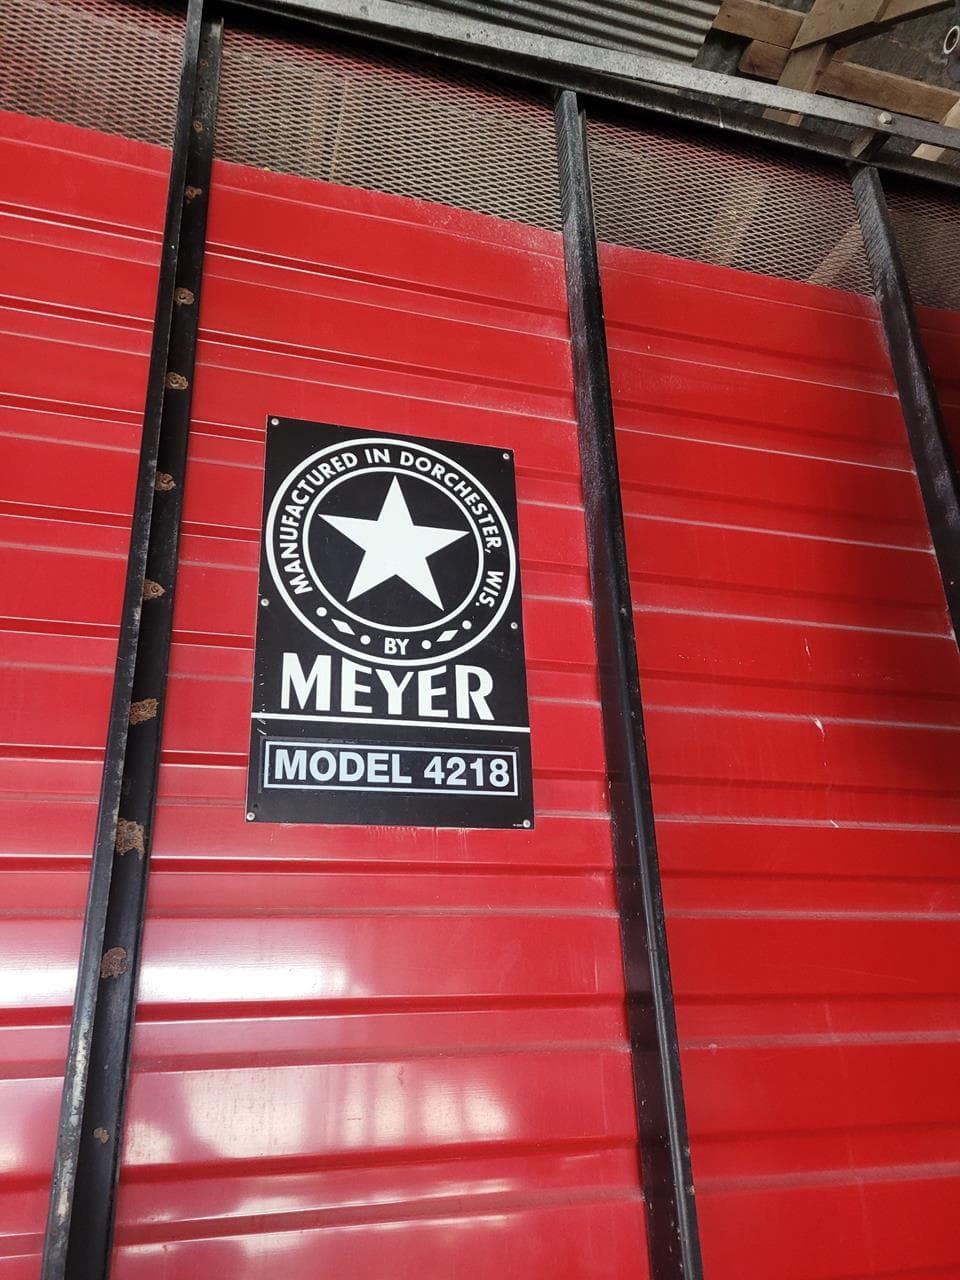 MANUFACTURED IN DORCHESTER, WIS.
BY
MEYER
MODEL 4218